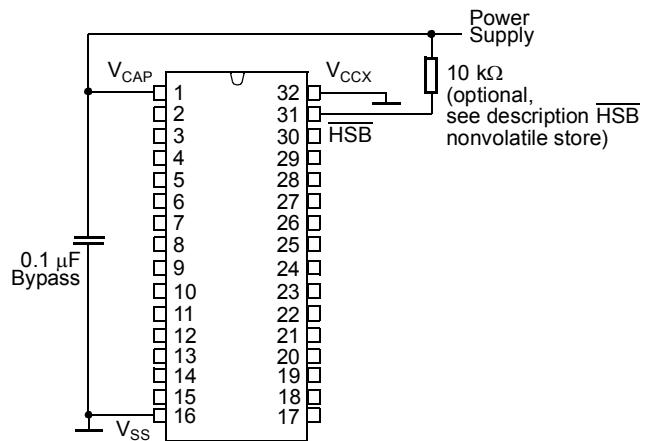 Power
Supply
V_CAP
V_CCX
10 kΩ
(optional,
see description H̅S̅B̅
nonvolatile store)
H̅S̅B̅
1 32
2 31
3 30
4 29
5 28
6 27
7 26
8 25
9 24
10 23
11 22
12 21
13 20
14 19
15 18
16 17
0.1 μF
Bypass
V_SS